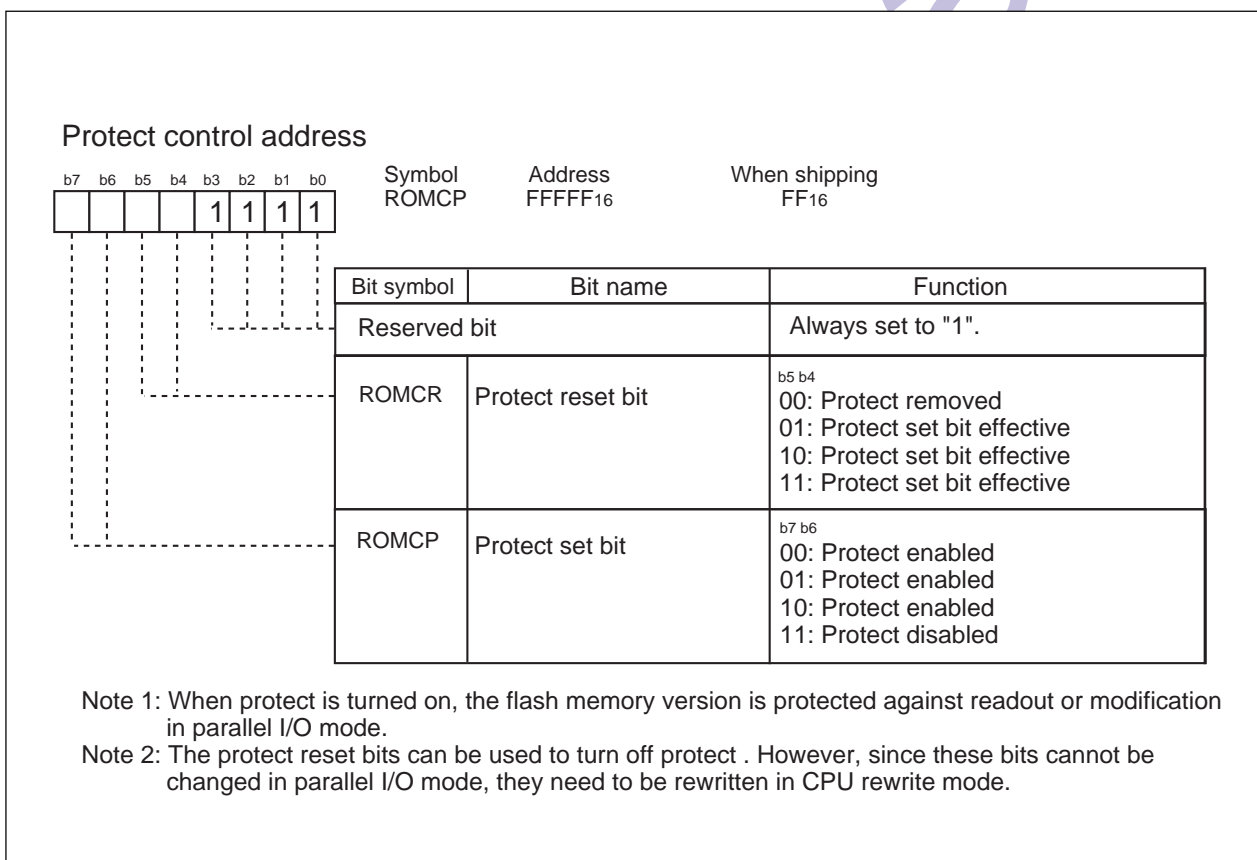 Protect control address
b7 b6 b5 b4 b3 b2 b1 b0
1 1 1 1
Symbol Address When shipping
ROMCP FFFFF16 FF16
Bit symbol Bit name Function
Reserved bit Always set to "1".
ROMCR Protect reset bit
b5 b4
00: Protect removed
01: Protect set bit effective
10: Protect set bit effective
11: Protect set bit effective
ROMCP Protect set bit
b7 b6
00: Protect enabled
01: Protect enabled
10: Protect enabled
11: Protect disabled
Note 1: When protect is turned on, the flash memory version is protected against readout or modification
in parallel I/O mode.
Note 2: The protect reset bits can be used to turn off protect . However, since these bits cannot be
changed in parallel I/O mode, they need to be rewritten in CPU rewrite mode.